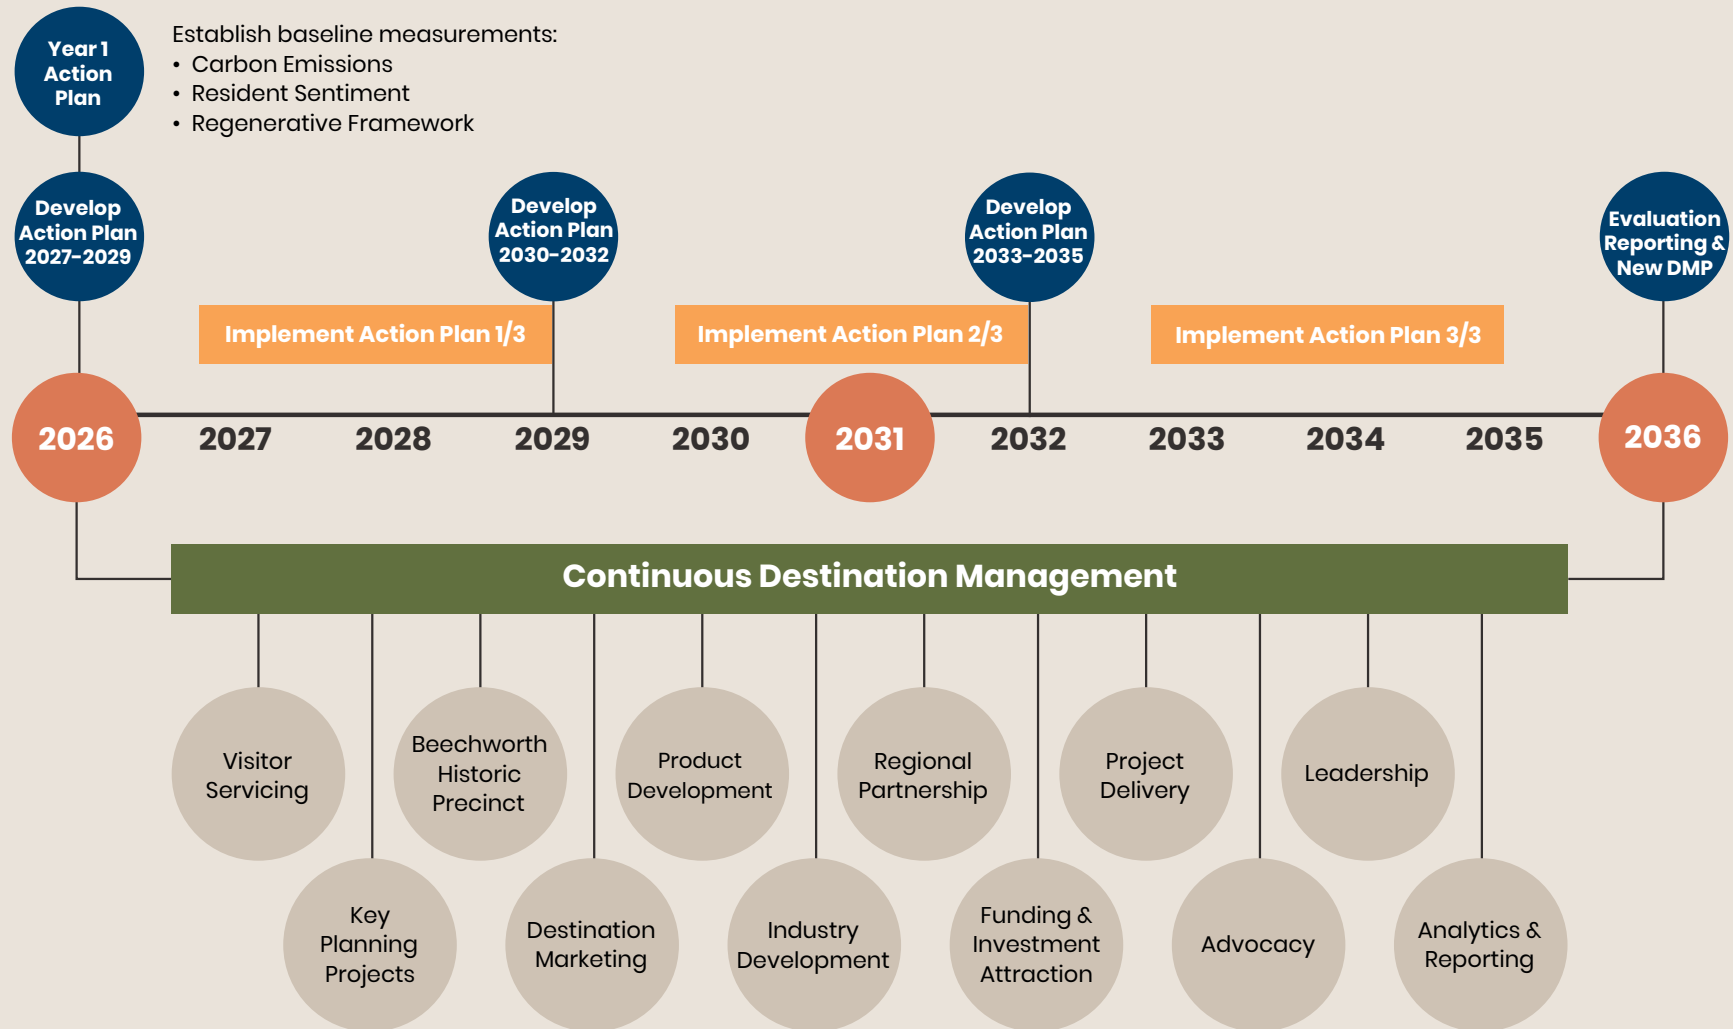 Year 1
Action
Plan
Establish baseline measurements:
• Carbon Emissions
• Resident Sentiment
• Regenerative Framework
Develop
Action Plan
2027-2029
Develop
Action Plan
2030-2032
Develop
Action Plan
2033-2035
Evaluation
Reporting &
New DMP
Implement Action Plan 1/3
Implement Action Plan 2/3
Implement Action Plan 3/3
2026
2027
2028
2029
2030
2031
2032
2033
2034
2035
2036
Continuous Destination Management
Visitor
Servicing
Beechworth
Historic
Precinct
Product
Development
Regional
Partnership
Project
Delivery
Leadership
Key
Planning
Projects
Destination
Marketing
Industry
Development
Funding &
Investment
Attraction
Advocacy
Analytics &
Reporting